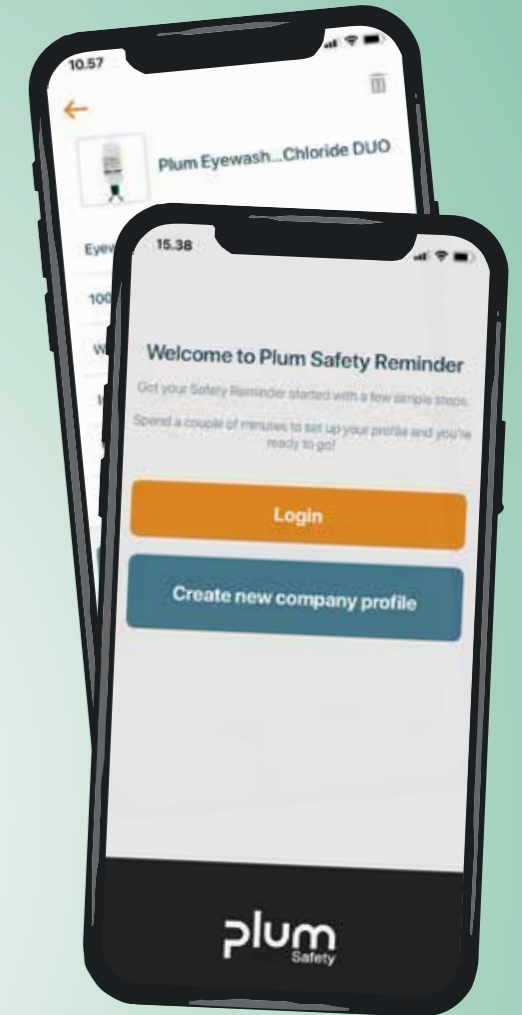 10.57
Plum Eyewash...Chloride DUO
Eyew
100
W
15.38
Welcome to Plum Safety Reminder
Get your Safety Reminder started with a few simple steps.
Spend a couple of minutes to set up your profile and you're
ready to go!
Login
Create new company profile
plum
Safety